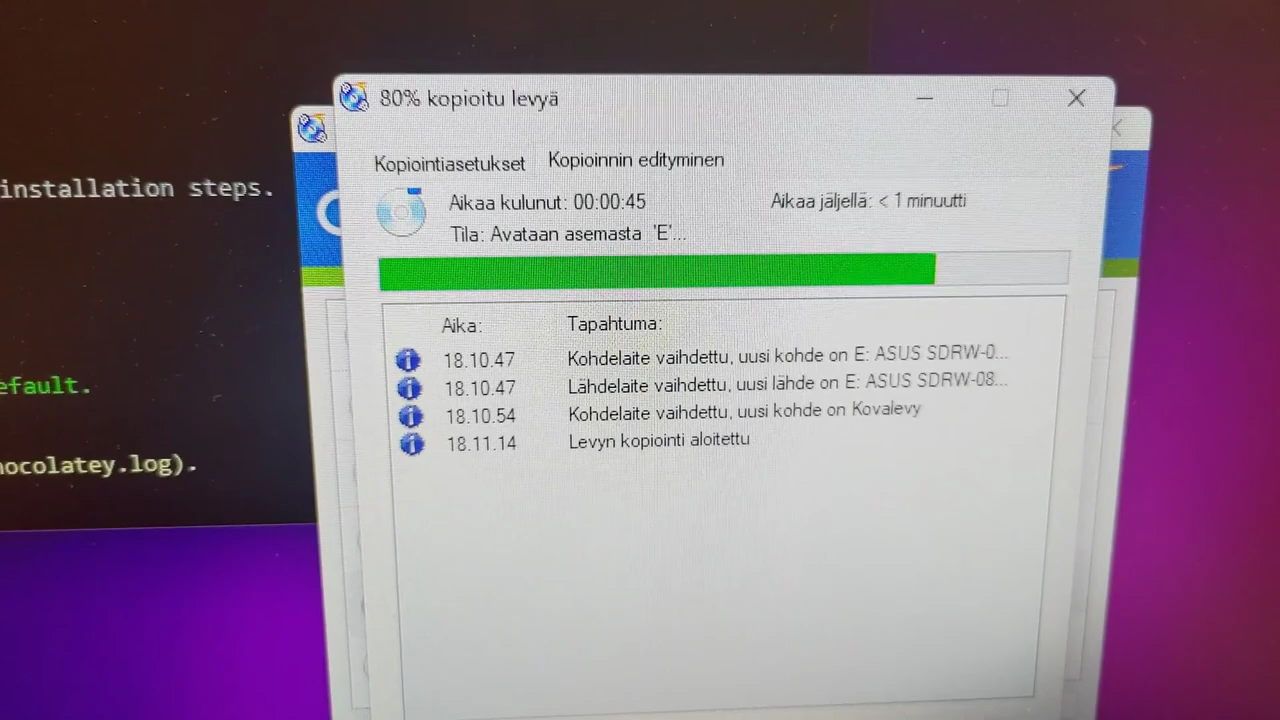 80% kopioitu levyä
installation steps.
Kopiointiasetukset Kopioinnin edityminen
Aikaa kulunut: 00:00:45 Aikaa jäljellä: < 1 minuutti
Tila: Avataan asemasta 'E'...
Aika: Tapahtuma:
18.10.47 Kohdelaite vaihdettu, uusi kohde on E: ASUS SDRW-0...
18.10.47 Lähdelaite vaihdettu, uusi lähde on E: ASUS SDRW-08...
efault.
18.10.54 Kohdelaite vaihdettu, uusi kohde on Kovalevy
18.11.14 Levyn kopiointi aloitettu
hocolatey.log).